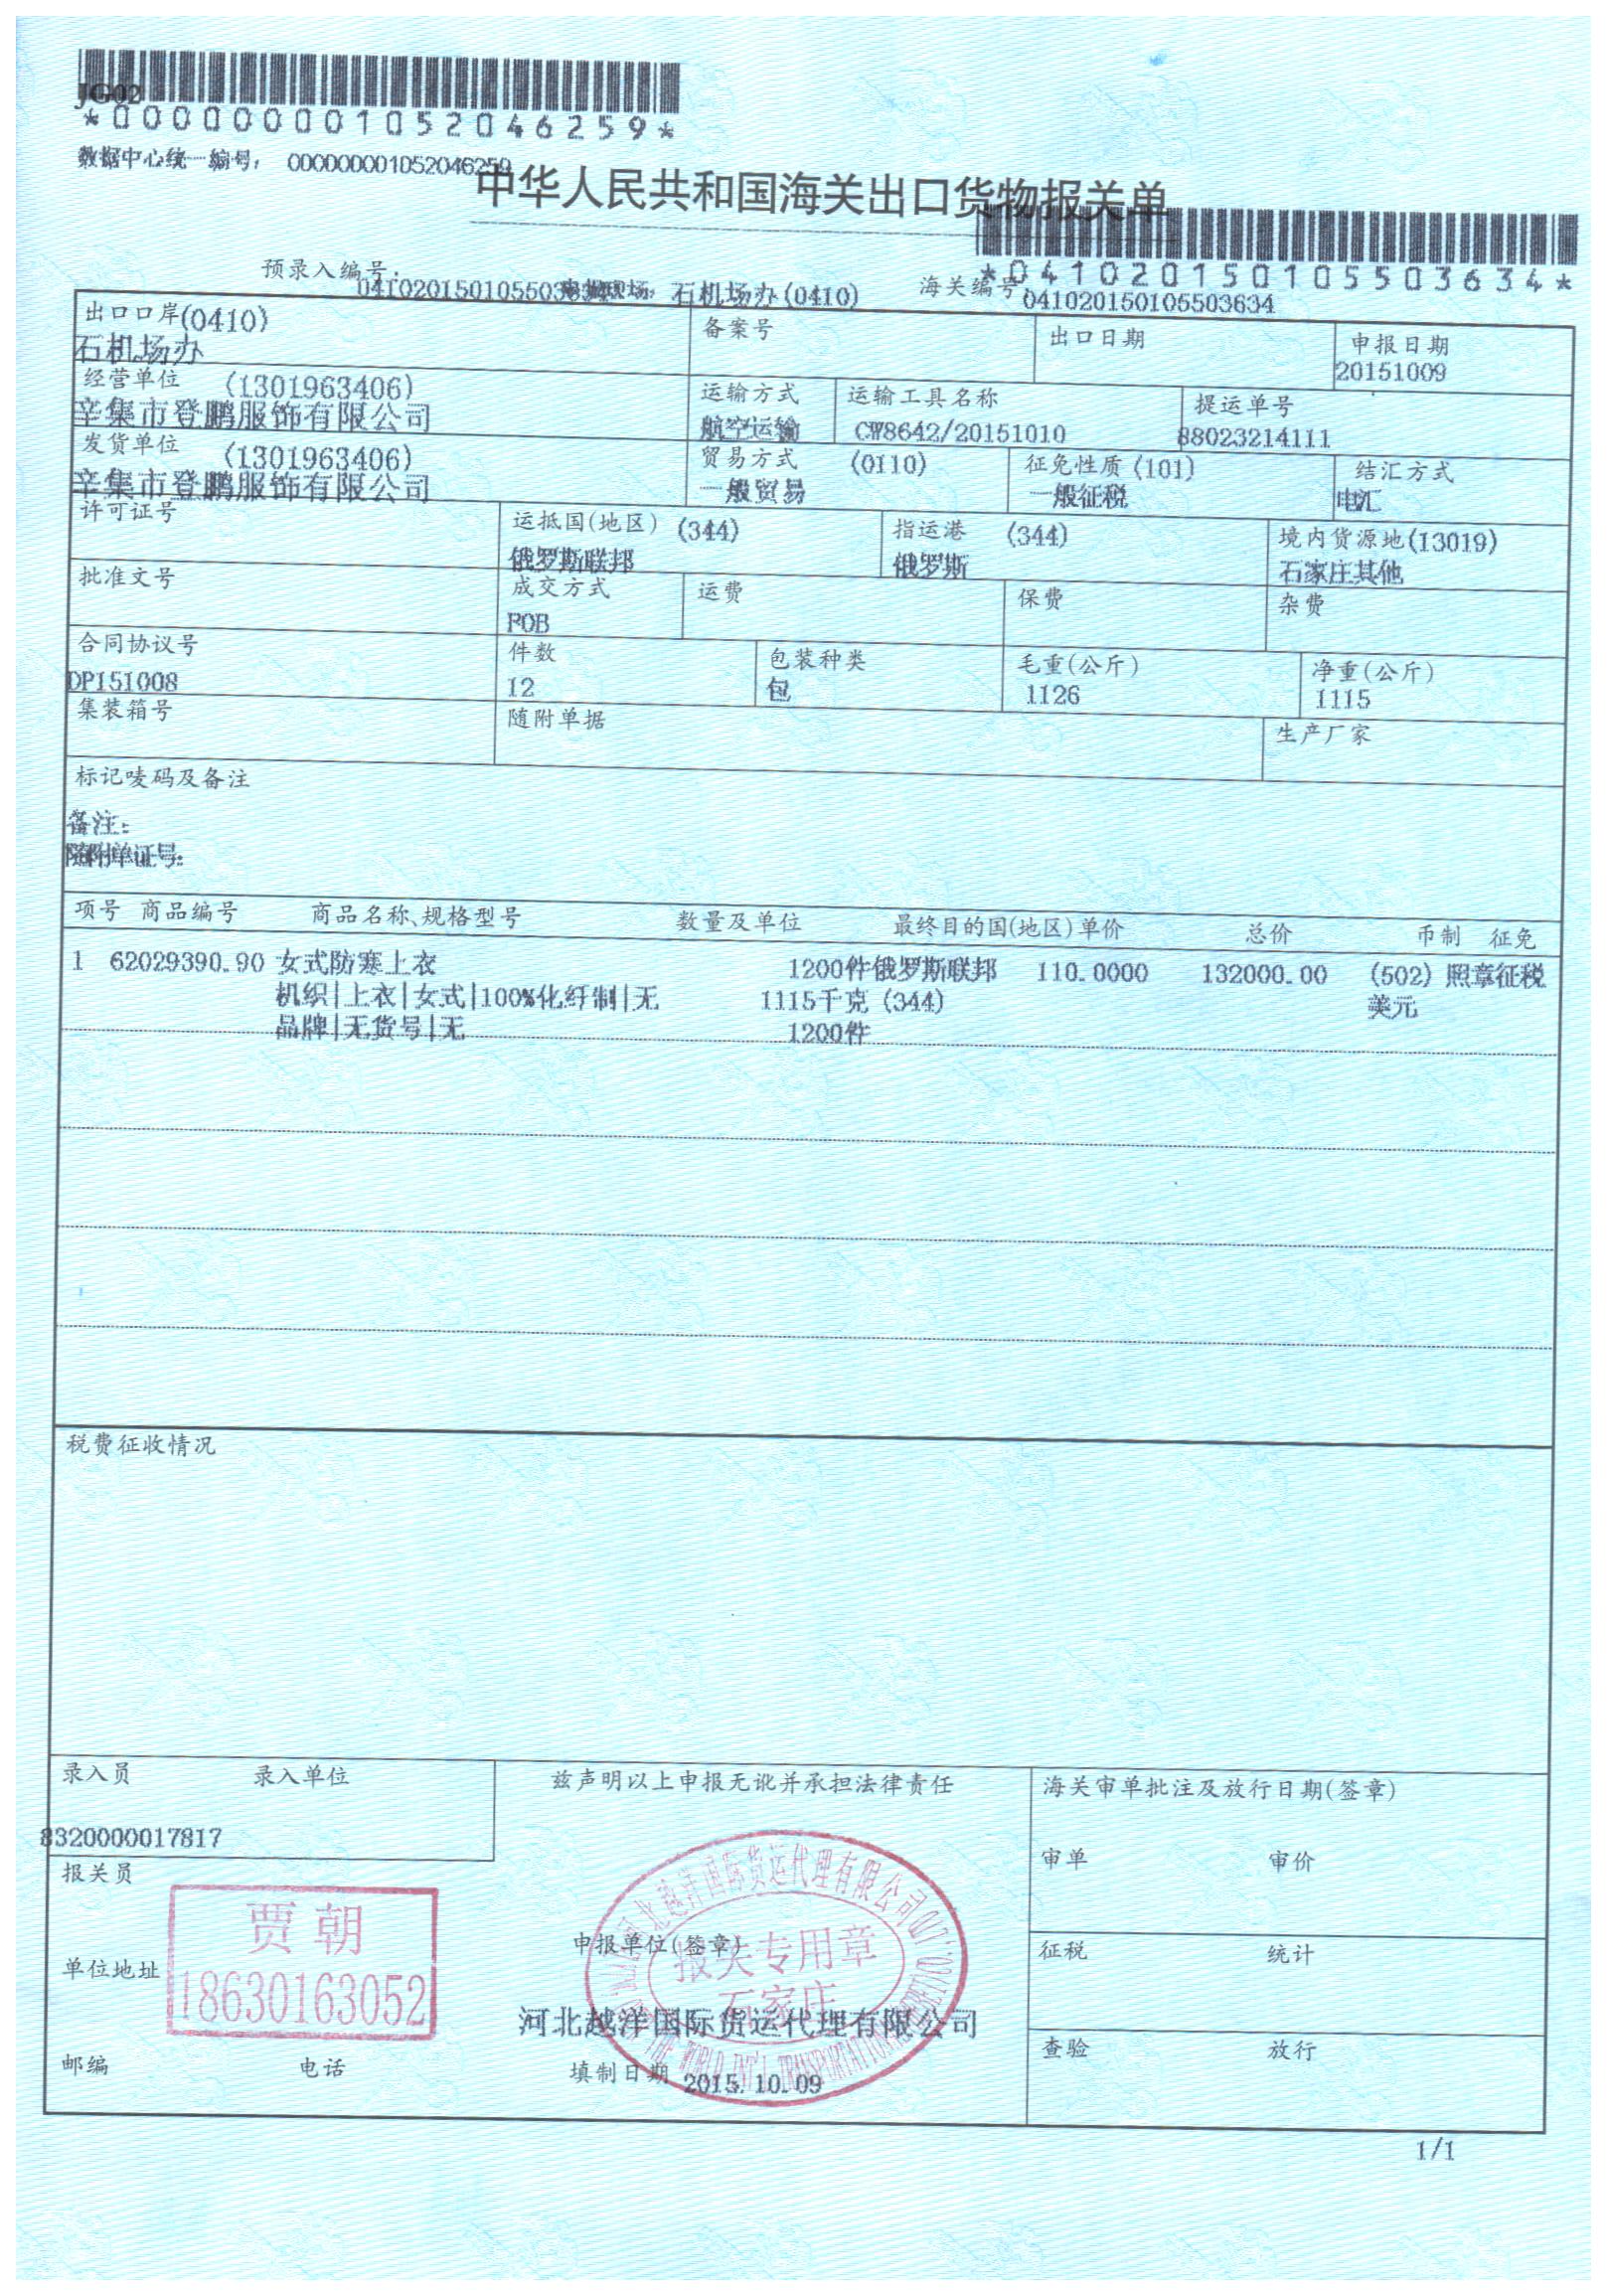 JG02
*000000001052046259*
数据中心统一编号： 000000001052046259
中华人民共和国海关出口货物报关单
*041020150105503634*
预录入编号： 041020150105503634 申报现场： 石机场办(0410) 海关编号： 041020150105503634
出口口岸(0410) 备案号 出口日期 申报日期
石机场办 20151009
经营单位 (1301963406) 运输方式 运输工具名称 提运单号
辛集市登鹏服饰有限公司 航空运输 CW8642/20151010 88023214111
发货单位 (1301963406) 贸易方式 (0110) 征免性质 (101) 结汇方式
辛集市登鹏服饰有限公司 一般贸易 一般征税 电汇
许可证号 运抵国(地区) (344) 指运港 (344) 境内货源地(13019)
俄罗斯联邦 俄罗斯 石家庄其他
批准文号 成交方式 运费 保费 杂费
FOB
合同协议号 件数 包装种类 毛重(公斤) 净重(公斤)
DP151008 12 包 1126 1115
集装箱号 随附单据 生产厂家
标记唛码及备注
备注：
随附单证号：
项号 商品编号 商品名称、规格型号 数量及单位 最终目的国(地区) 单价 总价 币制 征免
1 62029390.90 女式防寒上衣 1200件 俄罗斯联邦 110.0000 132000.00 (502) 照章征税
机织|上衣|女式|100%化纤制|无 1115千克 (344) 美元
品牌|无货号|无 1200件
税费征收情况
录入员 录入单位 兹声明以上申报无讹并承担法律责任 海关审单批注及放行日期(签章)
8320000017817
审单 审价
报关员
贾朝
18630163052
单位地址
申报单位(签章)
河北越洋国际货运代理有限公司
报关专用章
石家庄
河北越洋国际货运代理有限公司
征税 统计
查验 放行
邮编 电话 填制日期 2015.10.09
1/1